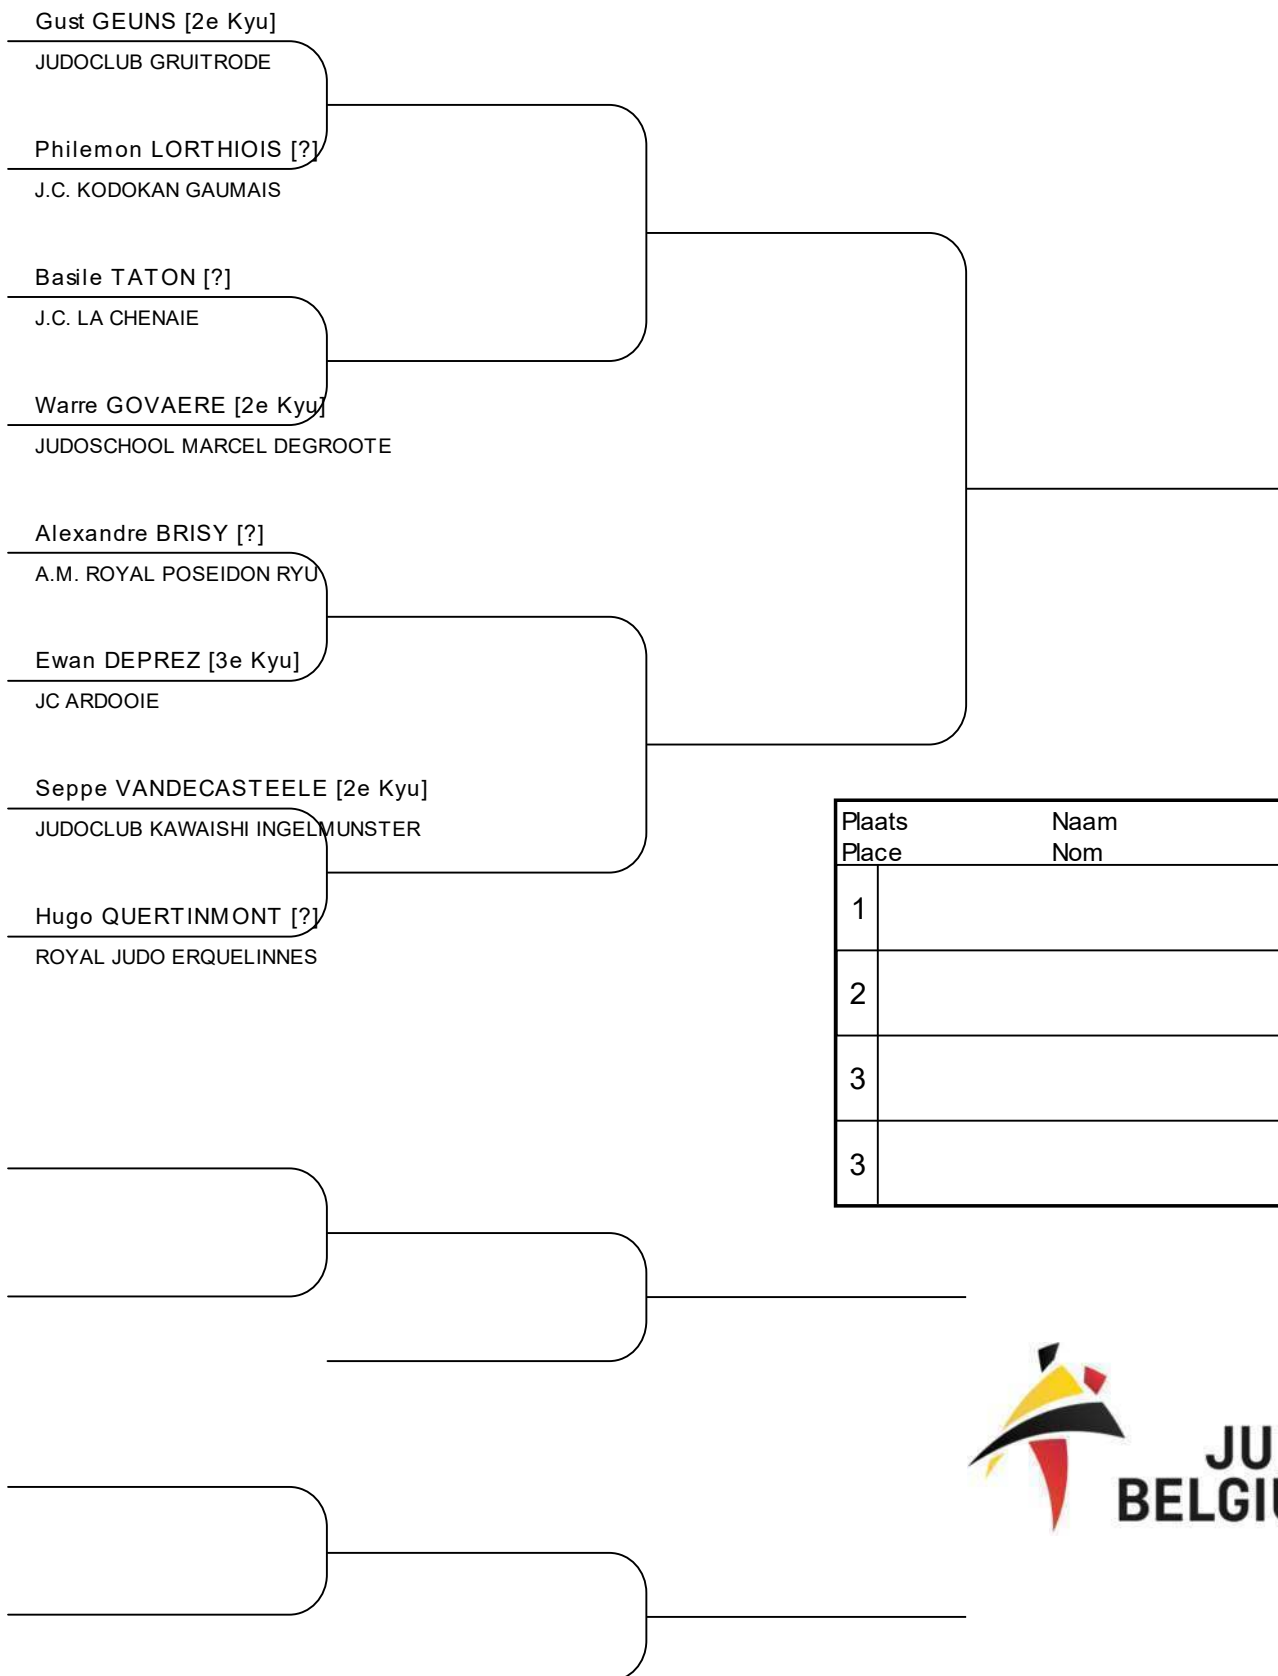 Gust GEUNS [2e Kyu]
JUDOCLUB GRUITRODE
Philemon LORTHIOIS [?]
J.C. KODOKAN GAUMAIS
Basile TATON [?]
J.C. LA CHENAIE
Warre GOVAERE [2e Kyu]
JUDOSCHOOL MARCEL DEGROOTE
Alexandre BRISY [?]
A.M. ROYAL POSEIDON RYU
Ewan DEPREZ [3e Kyu]
JC ARDOOIE
Seppe VANDECASTEELE [2e Kyu]
JUDOCLUB KAWAISHI INGELMUNSTER
Hugo QUERTINMONT [?]
ROYAL JUDO ERQUELINNES
Plaats Naam
Place Nom
1
2
3
3
JU
BELGIU